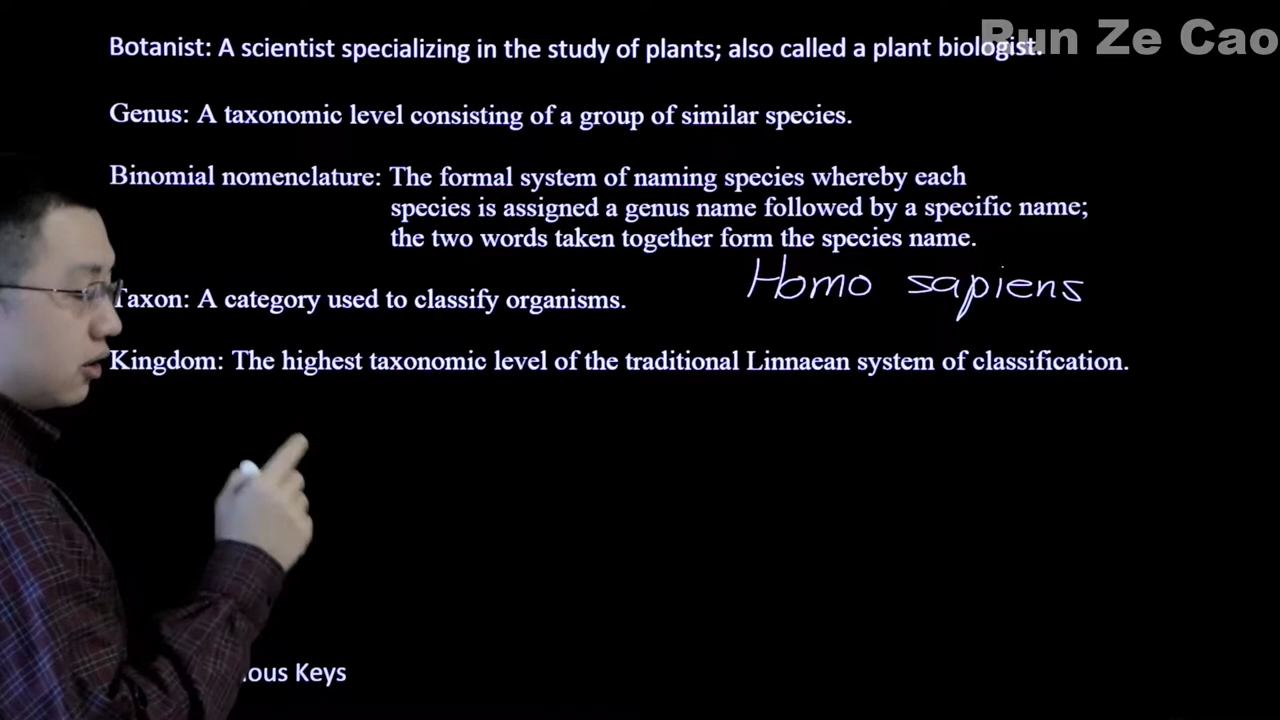 Run Ze Cao
Botanist: A scientist specializing in the study of plants; also called a plant biologist.
Genus: A taxonomic level consisting of a group of similar species.
Binomial nomenclature: The formal system of naming species whereby each
species is assigned a genus name followed by a specific name;
the two words taken together form the species name.
Homo sapiens
Taxon: A category used to classify organisms.
Kingdom: The highest taxonomic level of the traditional Linnaean system of classification.
Keys